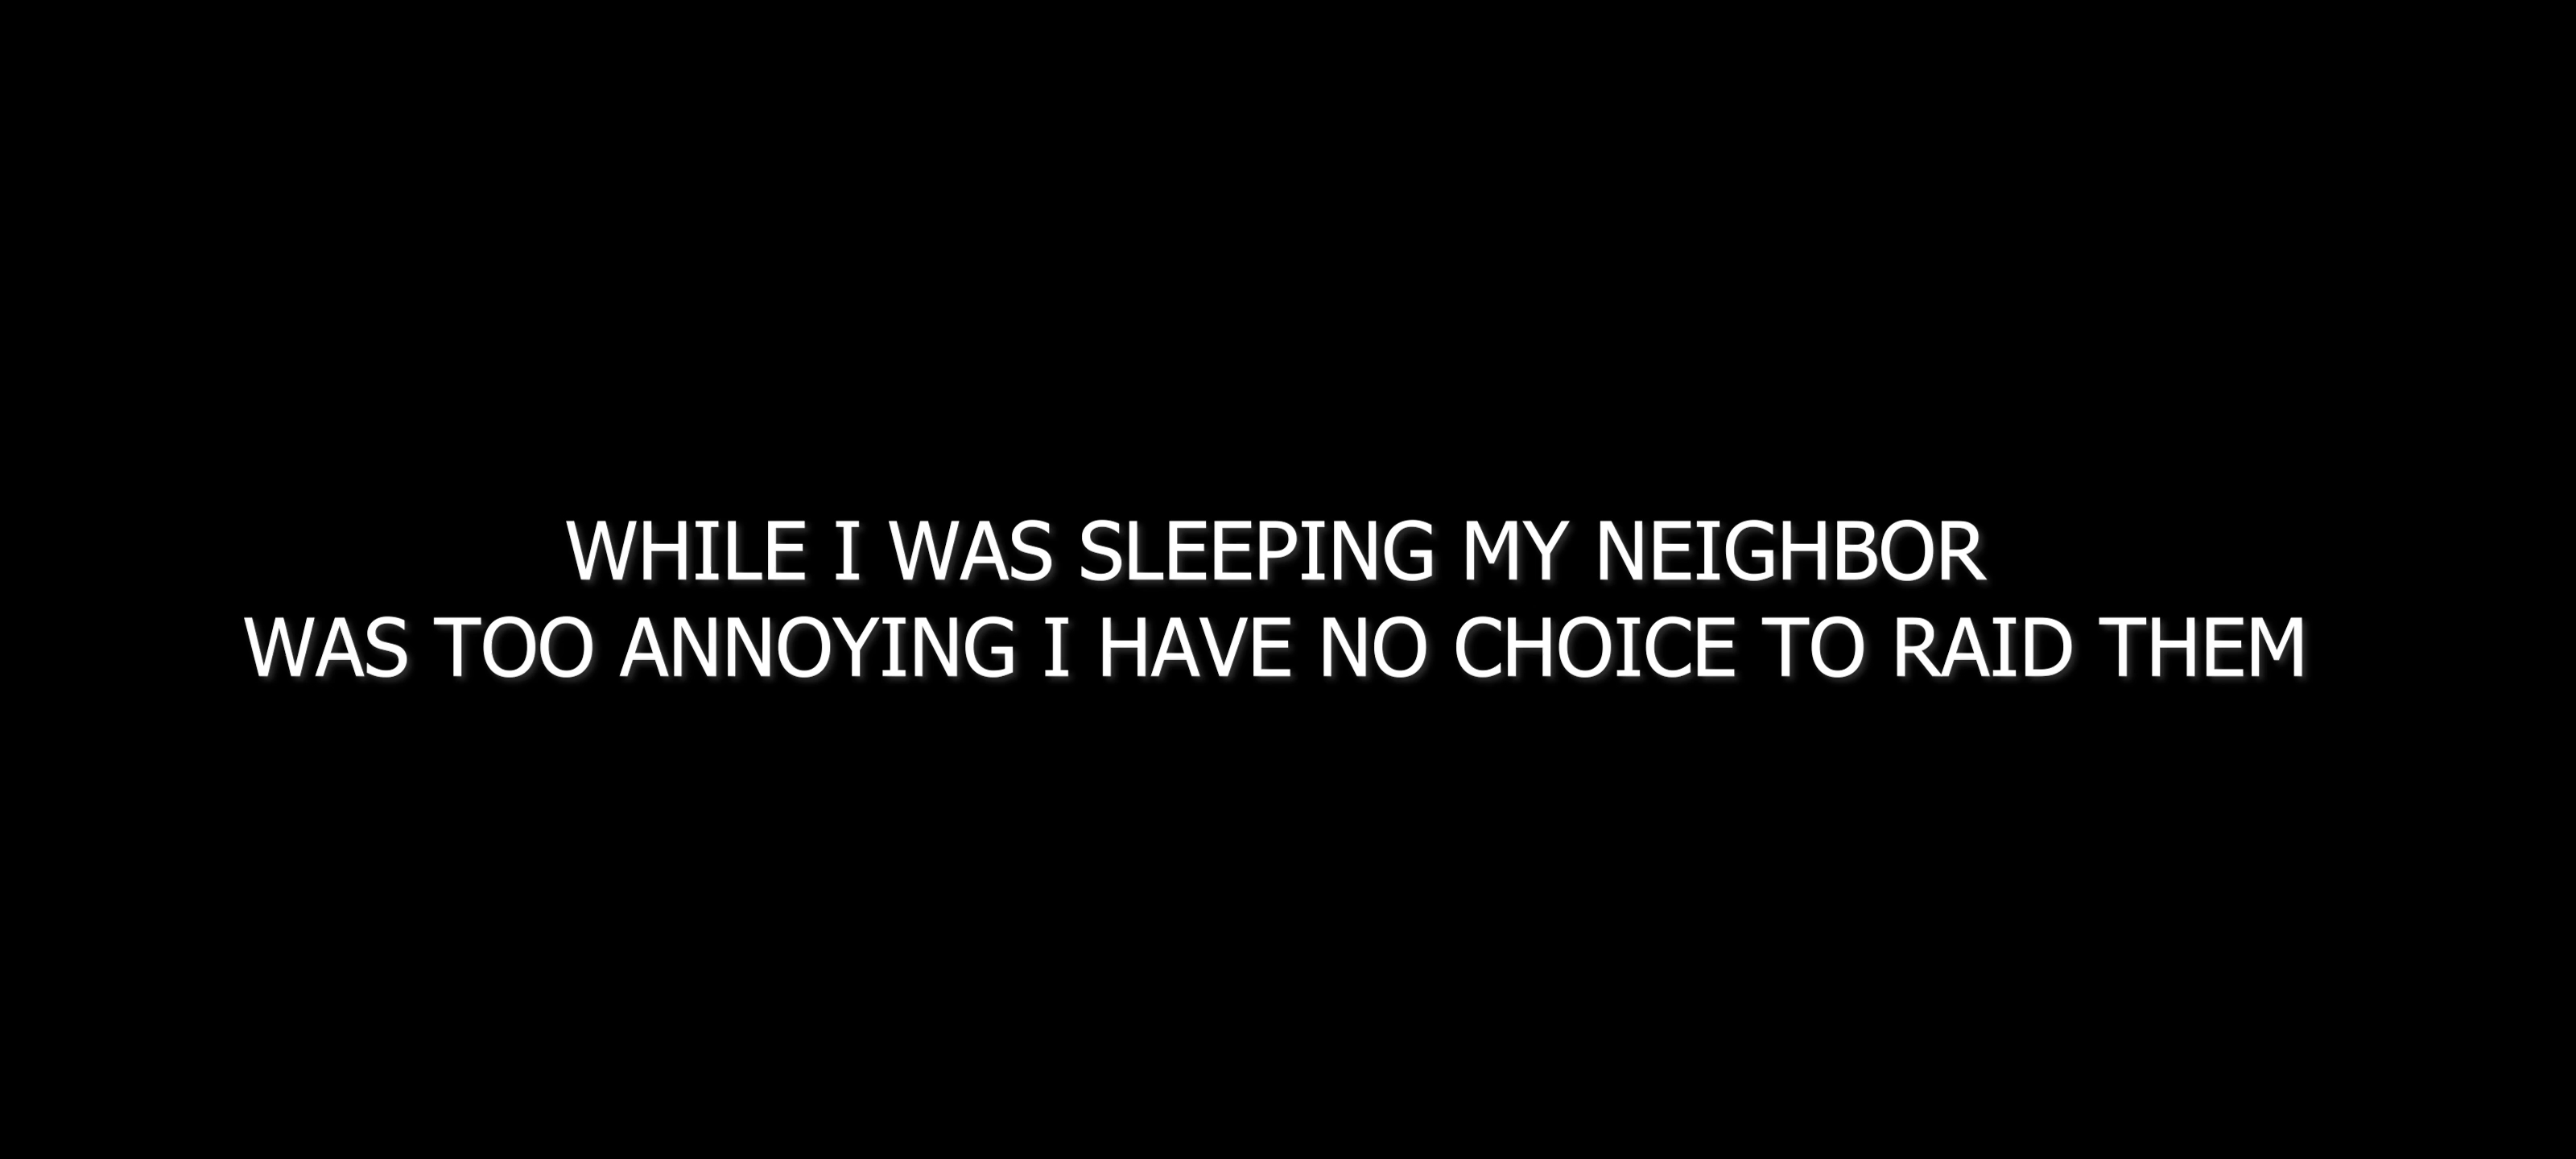 WHILE I WAS SLEEPING MY NEIGHBOR
WAS TOO ANNOYING I HAVE NO CHOICE TO RAID THEM